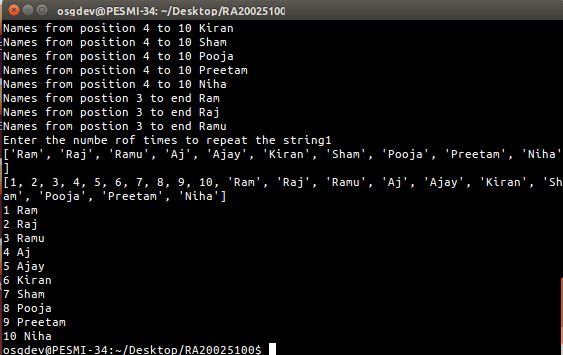 osgdev@PESMI-34: ~/Desktop/RA20025100
Names from position 4 to 10 Kiran
Names from position 4 to 10 Sham
Names from position 4 to 10 Pooja
Names from position 4 to 10 Preetam
Names from position 4 to 10 Niha
Names from postion 3 to end Ram
Names from postion 3 to end Raj
Names from postion 3 to end Ramu
Enter the numbe rof times to repeat the string1
['Ram', 'Raj', 'Ramu', 'Aj', 'Ajay', 'Kiran', 'Sham', 'Pooja', 'Preetam', 'Niha'
]
[1, 2, 3, 4, 5, 6, 7, 8, 9, 10, 'Ram', 'Raj', 'Ramu', 'Aj', 'Ajay', 'Kiran', 'Sh
am', 'Pooja', 'Preetam', 'Niha']
1 Ram
2 Raj
3 Ramu
4 Aj
5 Ajay
6 Kiran
7 Sham
8 Pooja
9 Preetam
10 Niha
osgdev@PESMI-34:~/Desktop/RA20025100$